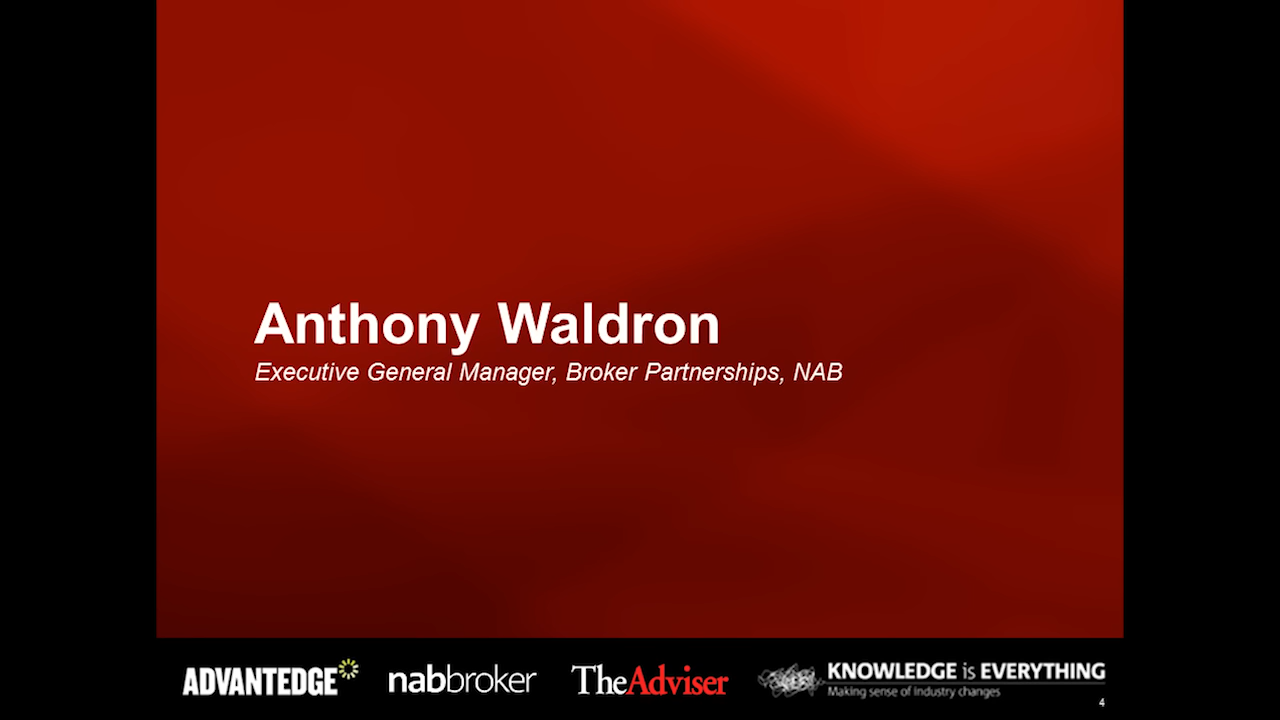 Anthony Waldron
Executive General Manager, Broker Partnerships, NAB
ADVANTEDGE
nabbroker
TheAdviser
KNOWLEDGE is EVERYTHING
Making sense of industry changes
4